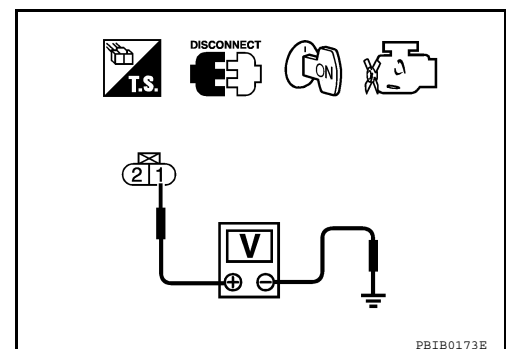 DISCONNECT
T.S.
ON
2 1
V
+ −
PBIB0173E